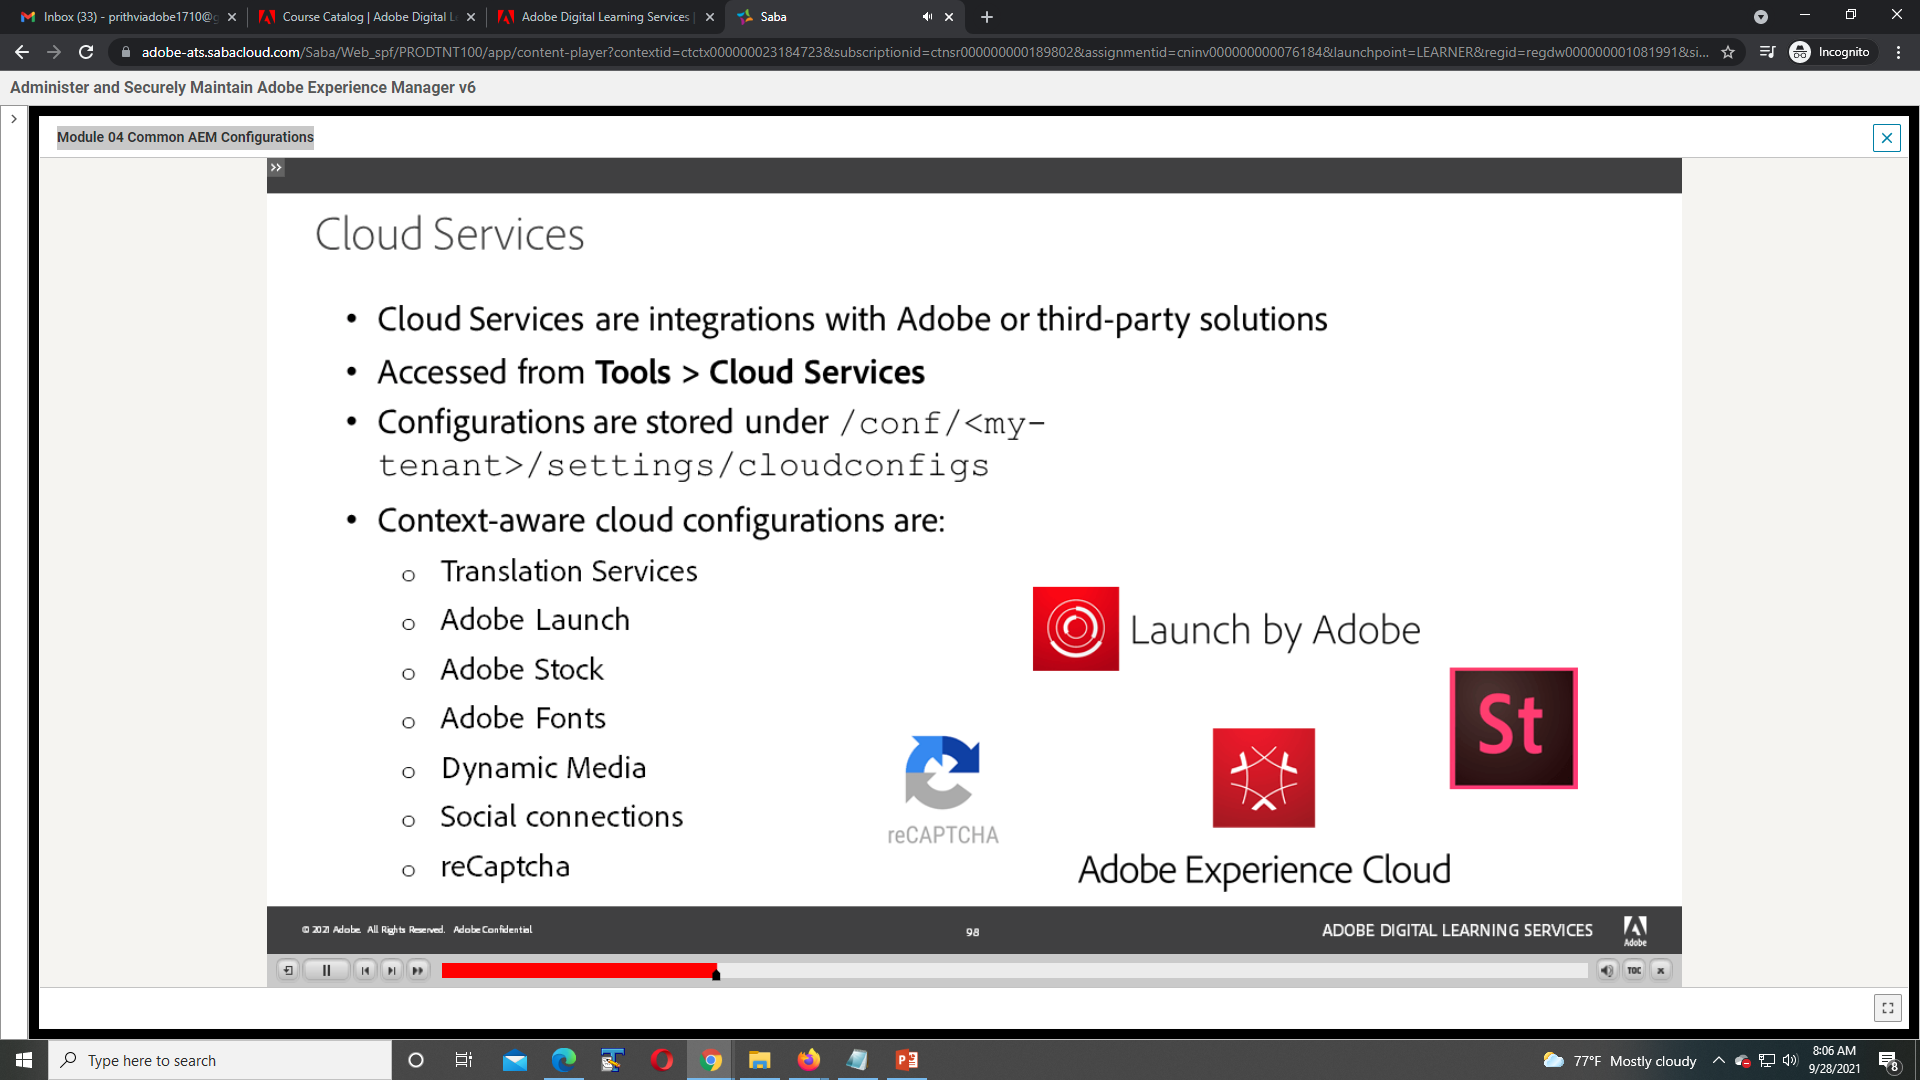 Inbox (33) - prithviadobe1710@g
Course Catalog | Adobe Digital L
Adobe Digital Learning Services |
Saba
adobe-ats.sabacloud.com/Saba/Web_spf/PRODTNT100/app/content-player?contextid=ctctx000000023184723&subscriptionid=ctnsr0000000000189802&assignmentid=cninv000000000076184&launchpoint=LEARNER&regid=regdw000000001081991&si...
Incognito
Administer and Securely Maintain Adobe Experience Manager v6
Module 04 Common AEM Configurations
Cloud Services
• Cloud Services are integrations with Adobe or third-party solutions
• Accessed from Tools > Cloud Services
• Configurations are stored under /conf/<my-
tenant>/settings/cloudconfigs
• Context-aware cloud configurations are:
o Translation Services
o Adobe Launch
o Adobe Stock
o Adobe Fonts
o Dynamic Media
o Social connections
o reCaptcha
Launch by Adobe
St
reCAPTCHA
Adobe Experience Cloud
© 2021 Adobe. All Rights Reserved. Adobe Confidential
98
ADOBE DIGITAL LEARNING SERVICES
Adobe
TOC
Type here to search
77°F Mostly cloudy
8:06 AM
9/28/2021
8